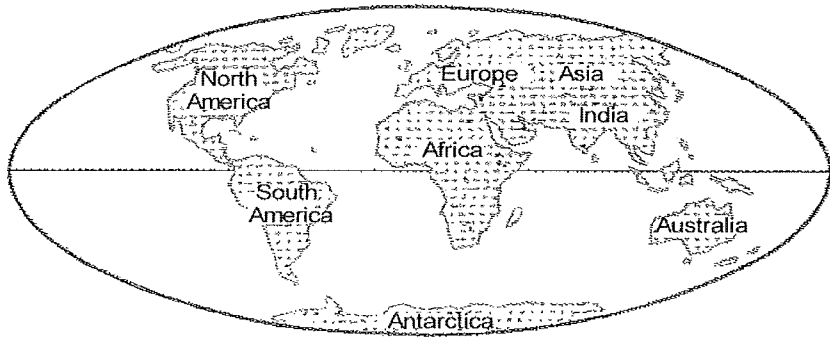 North
America
Europe
Asia
India
Africa
South
America
Australia
Antarctica